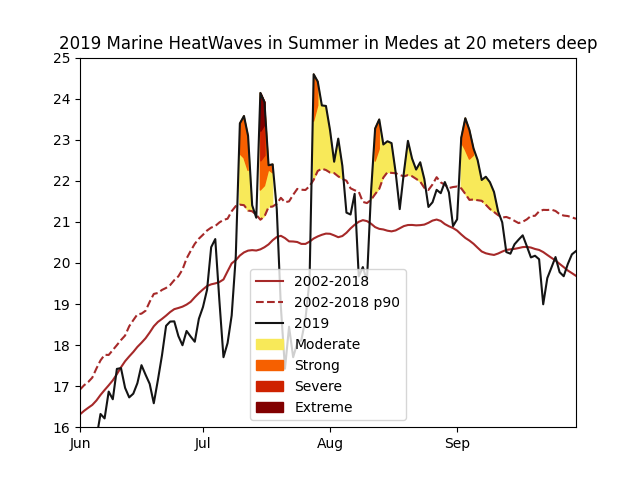 2019 Marine HeatWaves in Summer in Medes at 20 meters deep
25
24
23
22
21
20
19
18
17
16
Jun
Jul
Aug
Sep
2002-2018
2002-2018 p90
2019
Moderate
Strong
Severe
Extreme